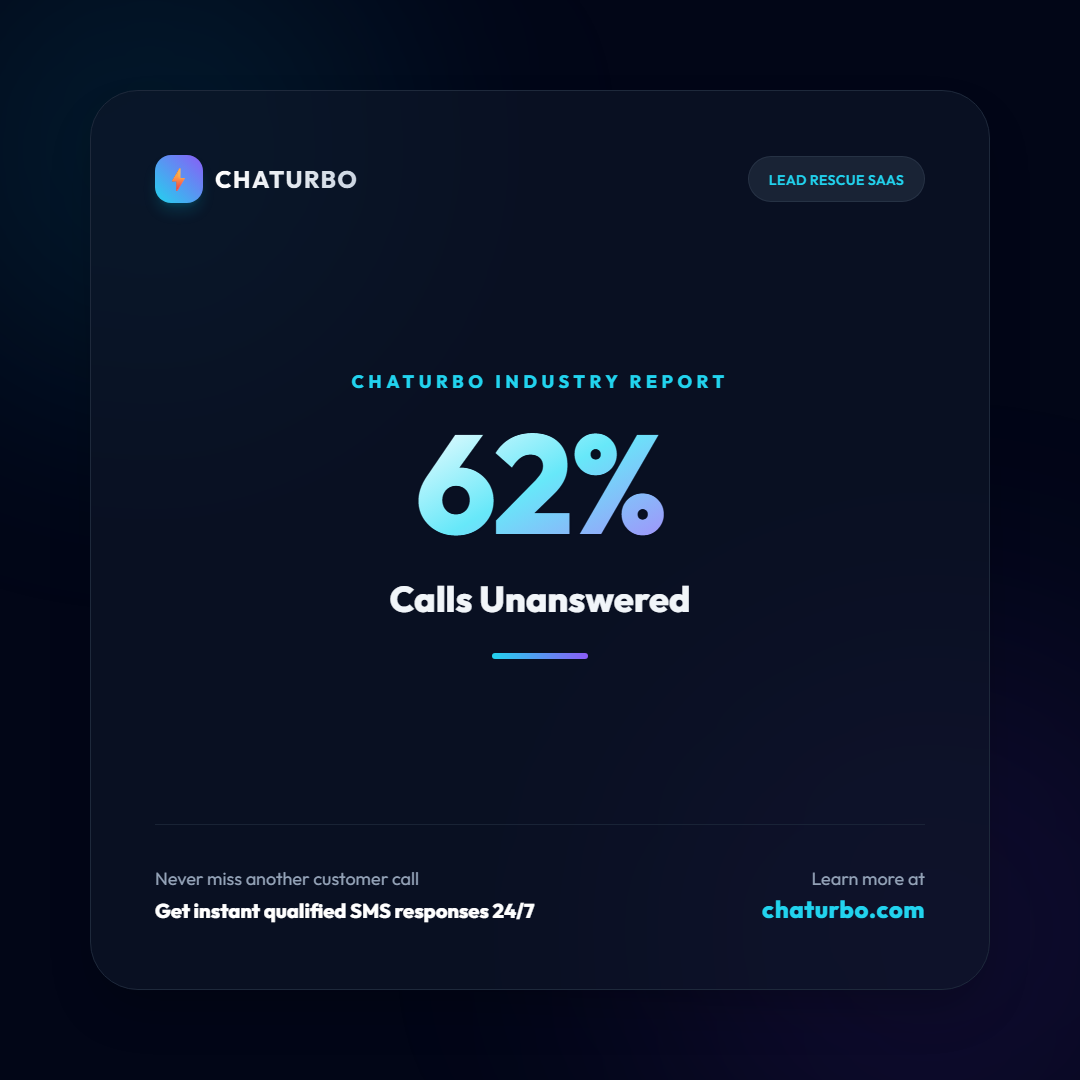 CHATURBO
LEAD RESCUE SAAS
CHATURBO INDUSTRY REPORT
62%
Calls Unanswered
Never miss another customer call
Get instant qualified SMS responses 24/7
Learn more at
chaturbo.com